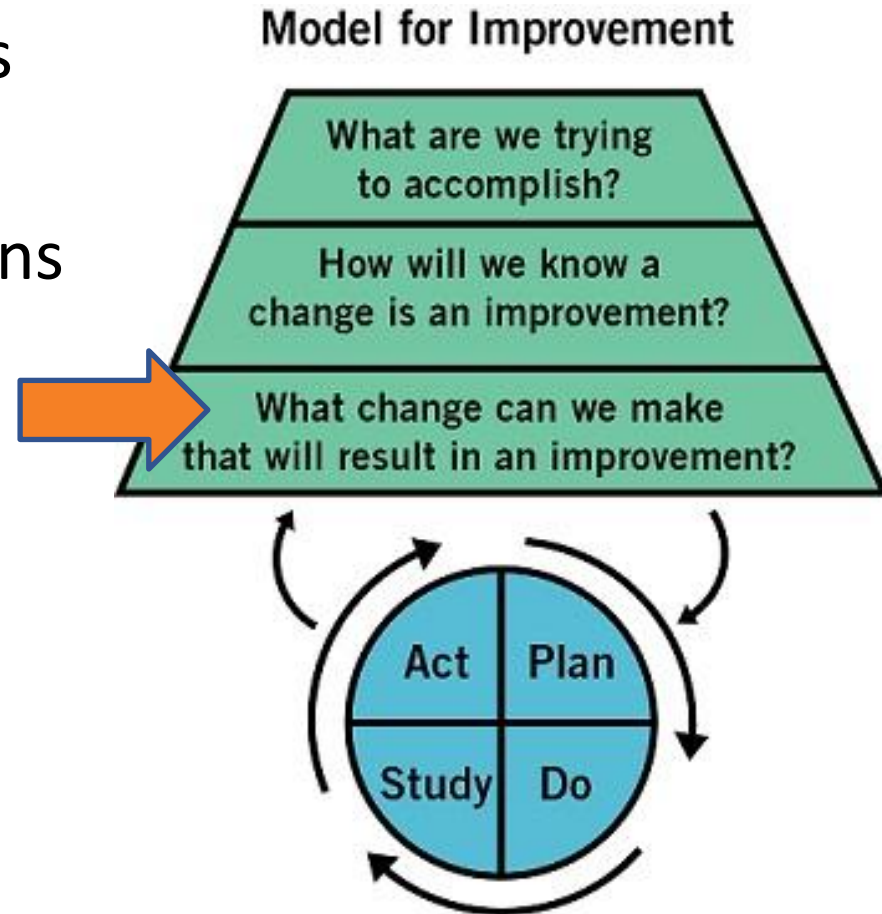 Model for Improvement
s
What are we trying
to accomplish?
ns
How will we know a
change is an improvement?
What change can we make
that will result in an improvement?
Act
Plan
Study
Do